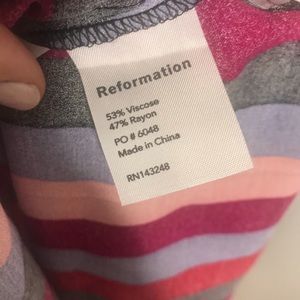 Reformation
53% Viscose
47% Rayon
PO # 6048
Made in China
RN143248